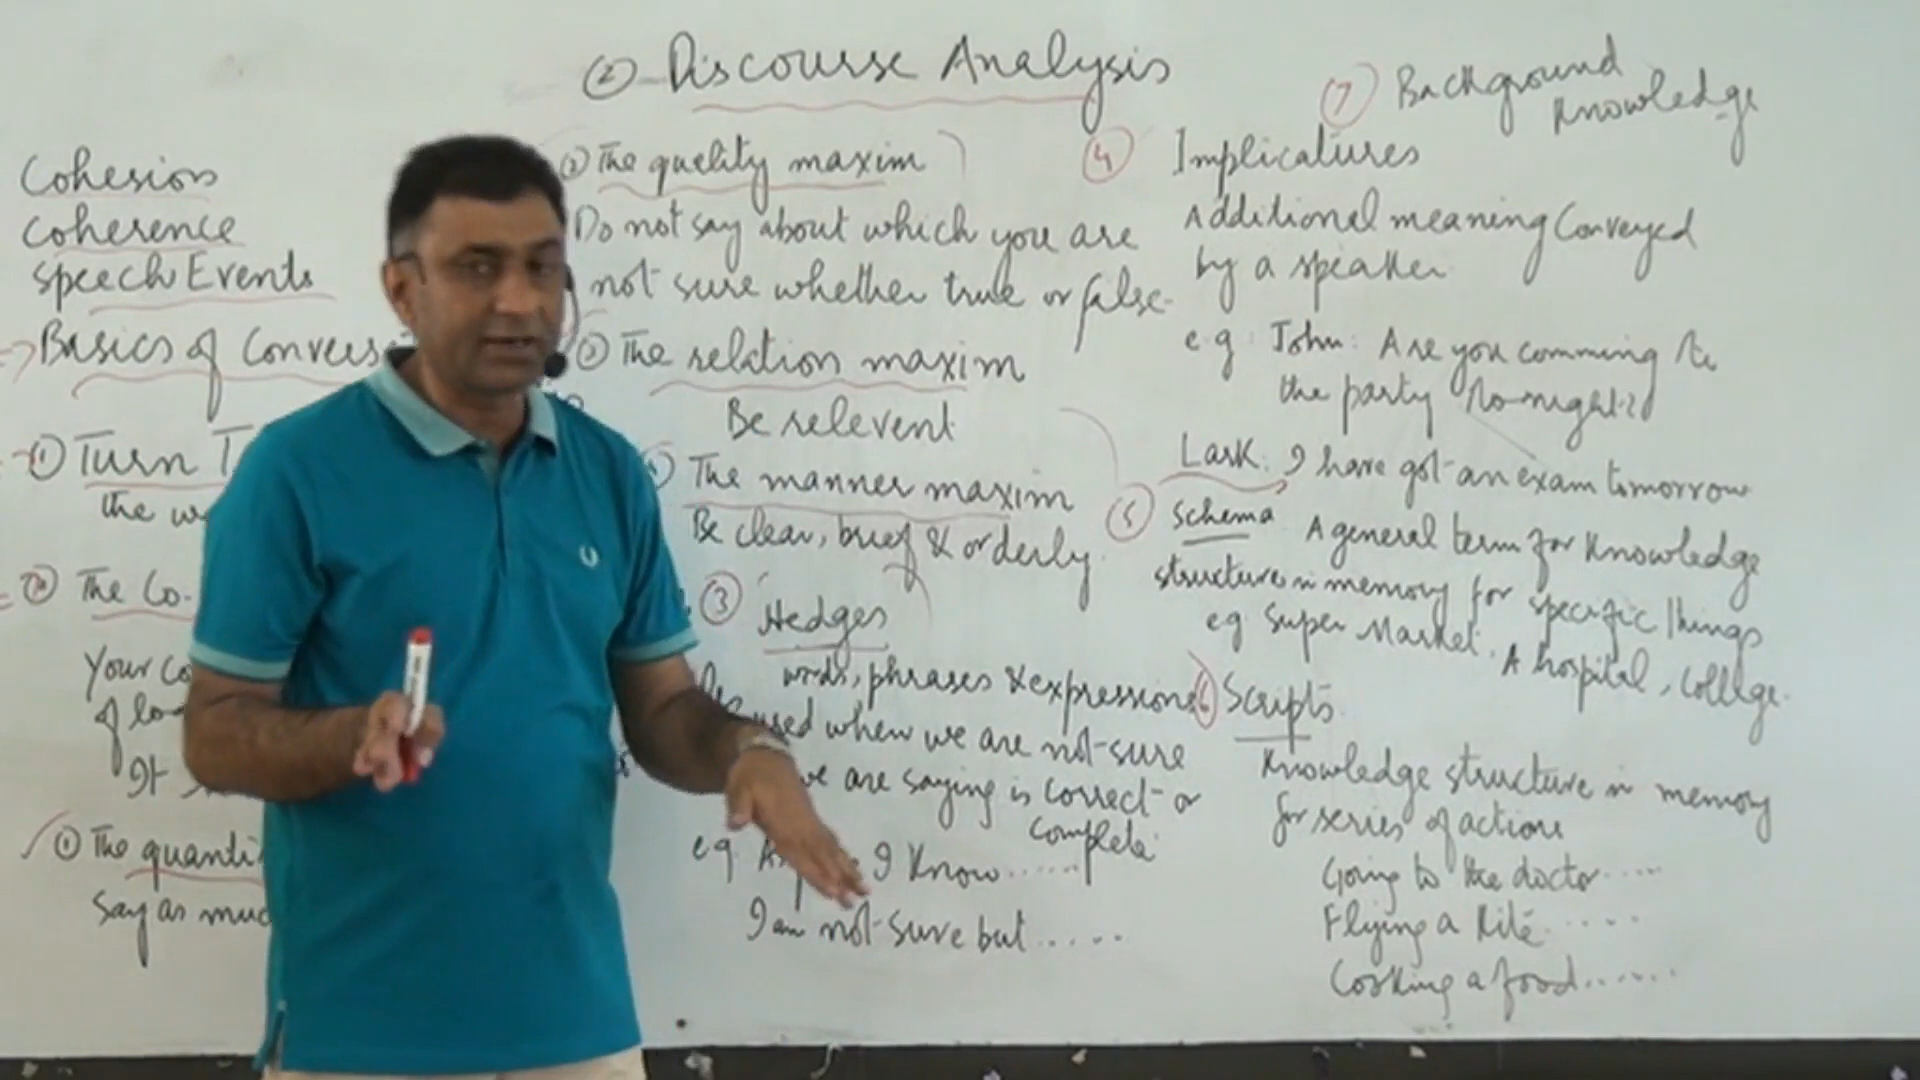 ② Discourse Analysis
Cohesion
Coherence
Speech Events
Basics of Convers
① Turn T
the w
② The Co-
Your Co
of
It
① The quanti
Say as muc
② The quality maxim
Do not say about which you are
not sure whether true or false.
③ The relation maxim
Be relevent
The manner maxim
Be clear, brief & orderly.
③ Hedges
words, phrases & expressions
used when we are not sure
we are saying is correct or
complete
eg I know......
I am not sure but.....
④ Implicatures
Additional meaning conveyed
by a speaker
e.g. John: Are you comming to
the party to-night?
Lark: I have got an exam tomorrow
⑤ Schema A general term for knowledge
structure in memory for specific things
eg Super Market. A hospital, college.
⑥ Scripts
Knowledge structure in memory
for series of actions
Going to the doctor.....
Flying a Kite.....
Cooking a food......
⑦ Background
Knowledge